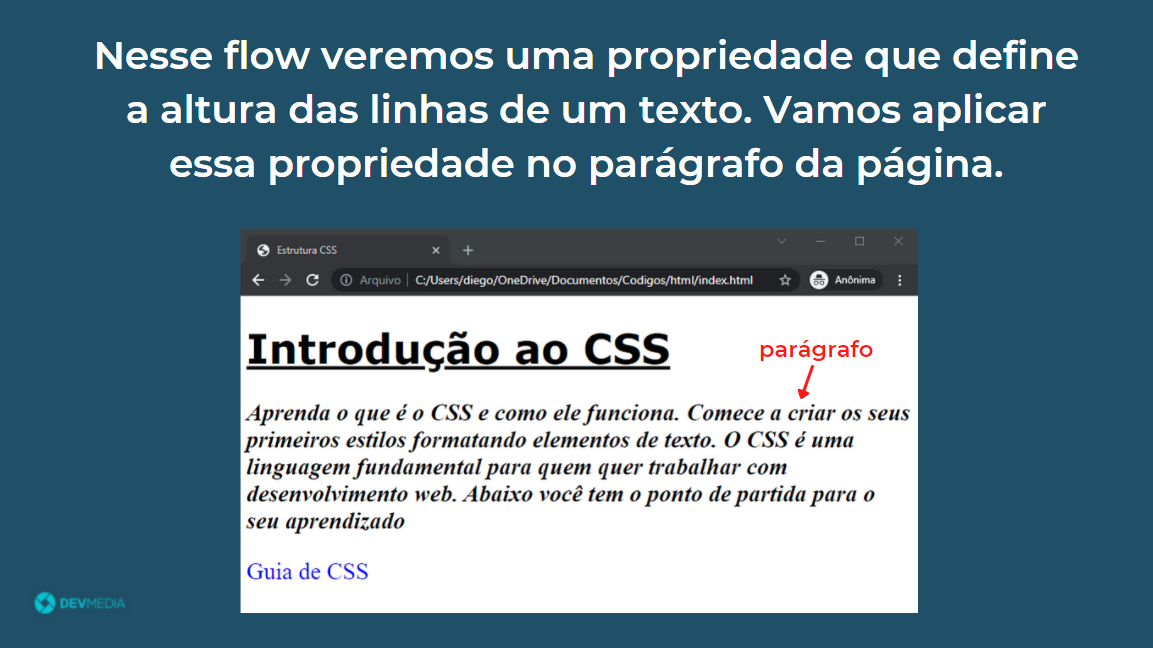 Nesse flow veremos uma propriedade que define
a altura das linhas de um texto. Vamos aplicar
essa propriedade no parágrafo da página.
Estrutura CSS
Arquivo | C:/Users/diego/OneDrive/Documentos/Codigos/html/index.html
Anônima
Introdução ao CSS
parágrafo
Aprenda o que é o CSS e como ele funciona. Comece a criar os seus
primeiros estilos formatando elementos de texto. O CSS é uma
linguagem fundamental para quem quer trabalhar com
desenvolvimento web. Abaixo você tem o ponto de partida para o
seu aprendizado
Guia de CSS
DEVMEDIA